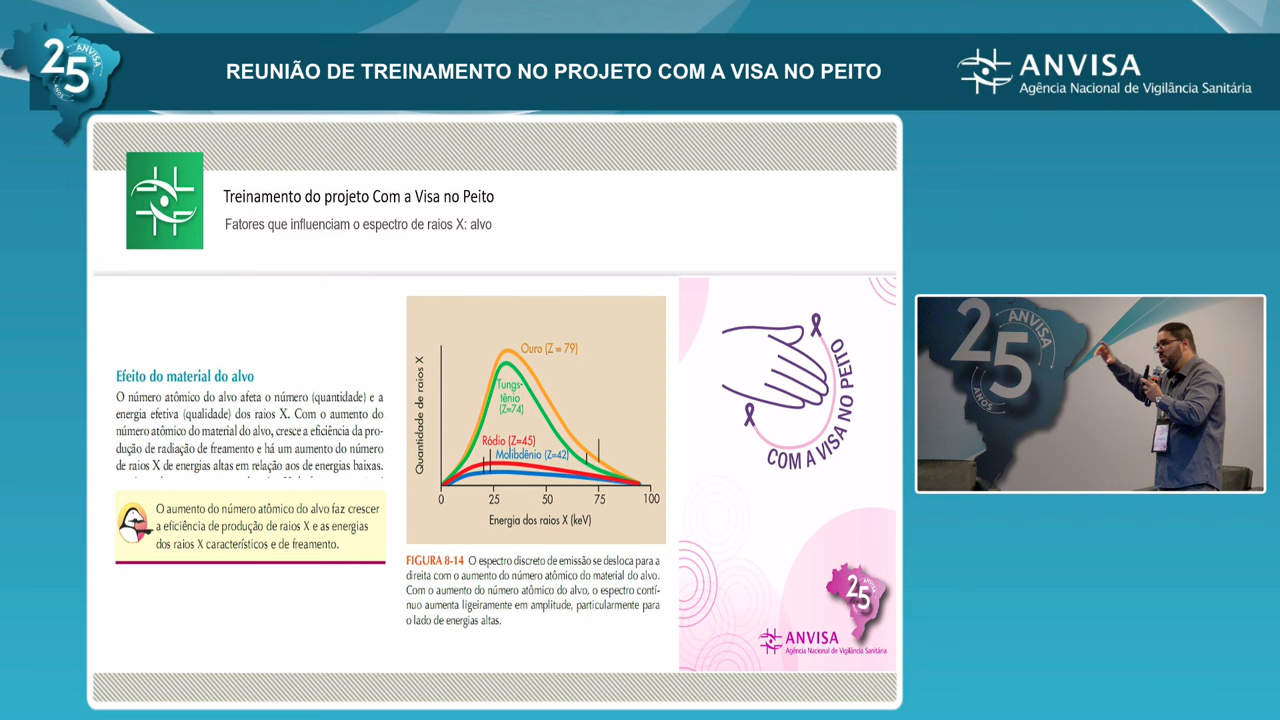 25
ANVISA
ANOS
REUNIÃO DE TREINAMENTO NO PROJETO COM A VISA NO PEITO
ANVISA
Agência Nacional de Vigilância Sanitária
Treinamento do projeto Com a Visa no Peito
Fatores que influenciam o espectro de raios X: alvo
Efeito do material do alvo
O número atômico do alvo afeta o número (quantidade) e a
energia efetiva (qualidade) dos raios X. Com o aumento do
número atômico do material do alvo, cresce a eficiência da pro-
dução de radiação de freamento e há um aumento do número
de raios X de energias altas em relação aos de energias baixas.
O aumento do número atômico do alvo faz crescer
a eficiência de produção de raios X e as energias
dos raios X característicos e de freamento.
Quantidade de raios X
Ouro (Z = 79)
Tungs-
tênio
(Z=74)
Ródio (Z=45)
Molibdênio (Z=42)
0 25 50 75 100
Energia dos raios X (keV)
FIGURA 8-14 O espectro discreto de emissão se desloca para a
direita com o aumento do número atômico do material do alvo.
Com o aumento do número atômico do alvo, o espectro contí-
nuo aumenta ligeiramente em amplitude, particularmente para
o lado de energias altas.
COM A VISA NO PEITO
25
ANVISA
Agência Nacional de Vigilância Sanitária
25
ANVISA
ANOS